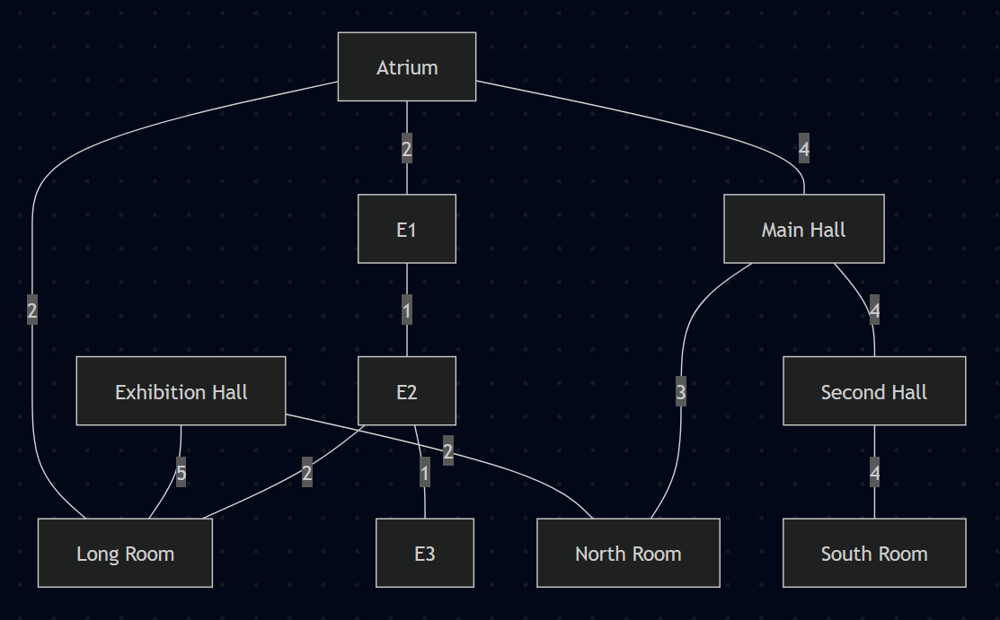 Atrium
2
4
E1
Main Hall
2
1
4
Exhibition Hall
E2
3
Second Hall
2
5
2
1
4
Long Room
E3
North Room
South Room